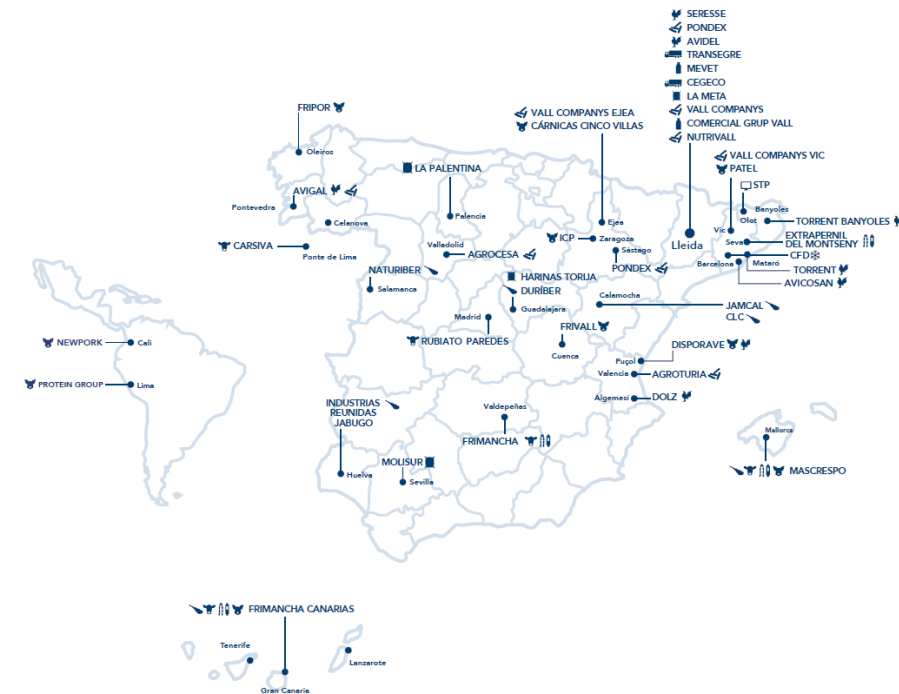 SERESSE
PONDEX
AVIDEL
TRANSEGRE
MEVET
CEGECO
LA META
VALL COMPANYS
COMERCIAL GRUP VALL
NUTRIVALL
FRIPOR
Oleiros
VALL COMPANYS EJEA
CÁRNICAS CINCO VILLAS
VALL COMPANYS VIC
PATEL
STP
LA PALENTINA
AVIGAL
Pontevedra
Celanova
Palencia
Ejea
Banyoles
Olot
TORRENT BANYOLES
Vic
CARSIVA
Ponte de Lima
Valladolid
AGROCESA
ICP
Zaragoza
Sástago
PONDEX
Lleida
Seva
EXTRAPERNIL
DEL MONTSENY
CFD
Barcelona
Mataró
TORRENT
AVICOSAN
NATURIBER
Salamanca
HARINAS TORIJA
DURÍBER
Guadalajara
Calamocha
JAMCAL
CLC
Madrid
RUBIATO PAREDES
FRIVALL
Cuenca
DISPORAVE
Puçol
Valencia
AGROTURIA
Algemesí
DOLZ
NEWPORK
Cali
PROTEIN GROUP
Lima
INDUSTRIAS
REUNIDAS
JABUGO
Valdepeñas
FRIMANCHA
Mallorca
MASCRESPO
MOLISUR
Huelva
Sevilla
FRIMANCHA CANARIAS
Tenerife
Lanzarote
Gran Canaria